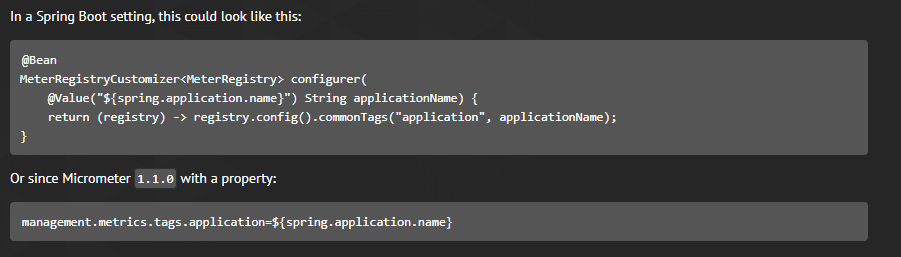 In a Spring Boot setting, this could look like this:
@Bean
MeterRegistryCustomizer<MeterRegistry> configurer(
    @Value("${spring.application.name}") String applicationName) {
    return (registry) -> registry.config().commonTags("application", applicationName);
}
Or since Micrometer 1.1.0 with a property:
management.metrics.tags.application=${spring.application.name}